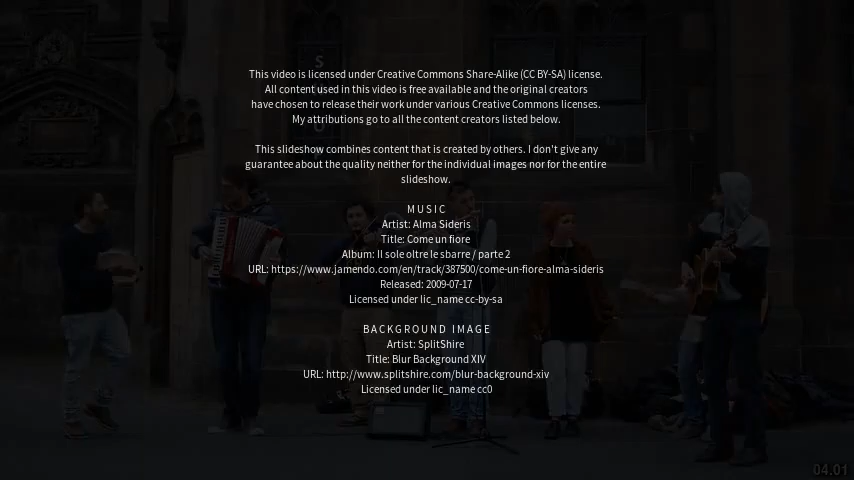 This video is licensed under Creative Commons Share-Alike (CC BY-SA) license.
All content used in this video is free available and the original creators
have chosen to release their work under various Creative Commons licenses.
My attributions go to all the content creators listed below.
This slideshow combines content that is created by others. I don't give any
guarantee about the quality neither for the individual images nor for the entire
slideshow.
MUSIC
Artist: Alma Sideris
Title: Come un fiore
Album: Il sole oltre le sbarre / parte 2
URL: https://www.jamendo.com/en/track/387500/come-un-fiore-alma-sideris
Released: 2009-07-17
Licensed under lic_name cc-by-sa
BACKGROUND IMAGE
Artist: SplitShire
Title: Blur Background XIV
URL: http://www.splitshire.com/blur-background-xiv
Licensed under lic_name cc0
04.01